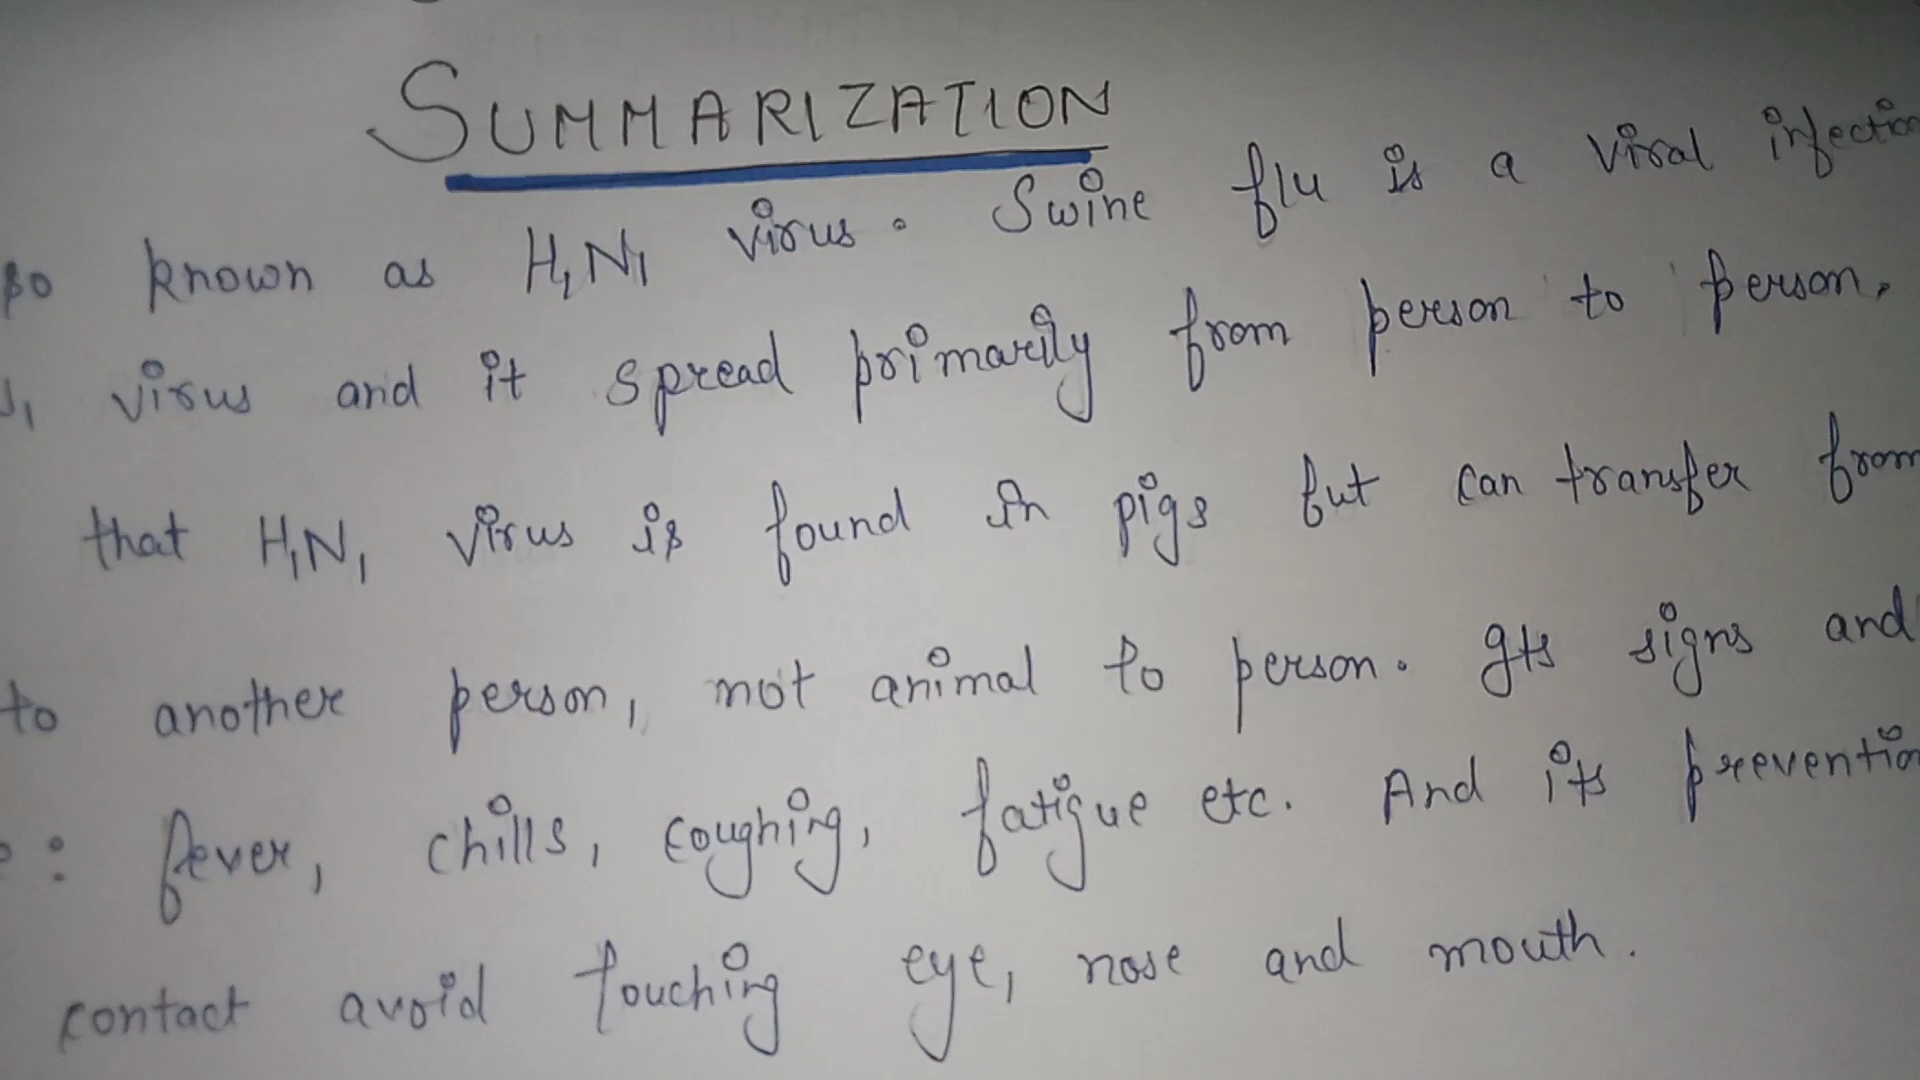 SUMMARIZATION
so known as H1N1 virus. Swine flu is a viral infection
virus and it spread primarily from person to person.
that H1N1 virus is found in pigs but can transfer from
to another person, not animal to person. Its signs and
: fever, chills, coughing, fatigue etc. And its prevention
contact avoid touching eye, nose and mouth.